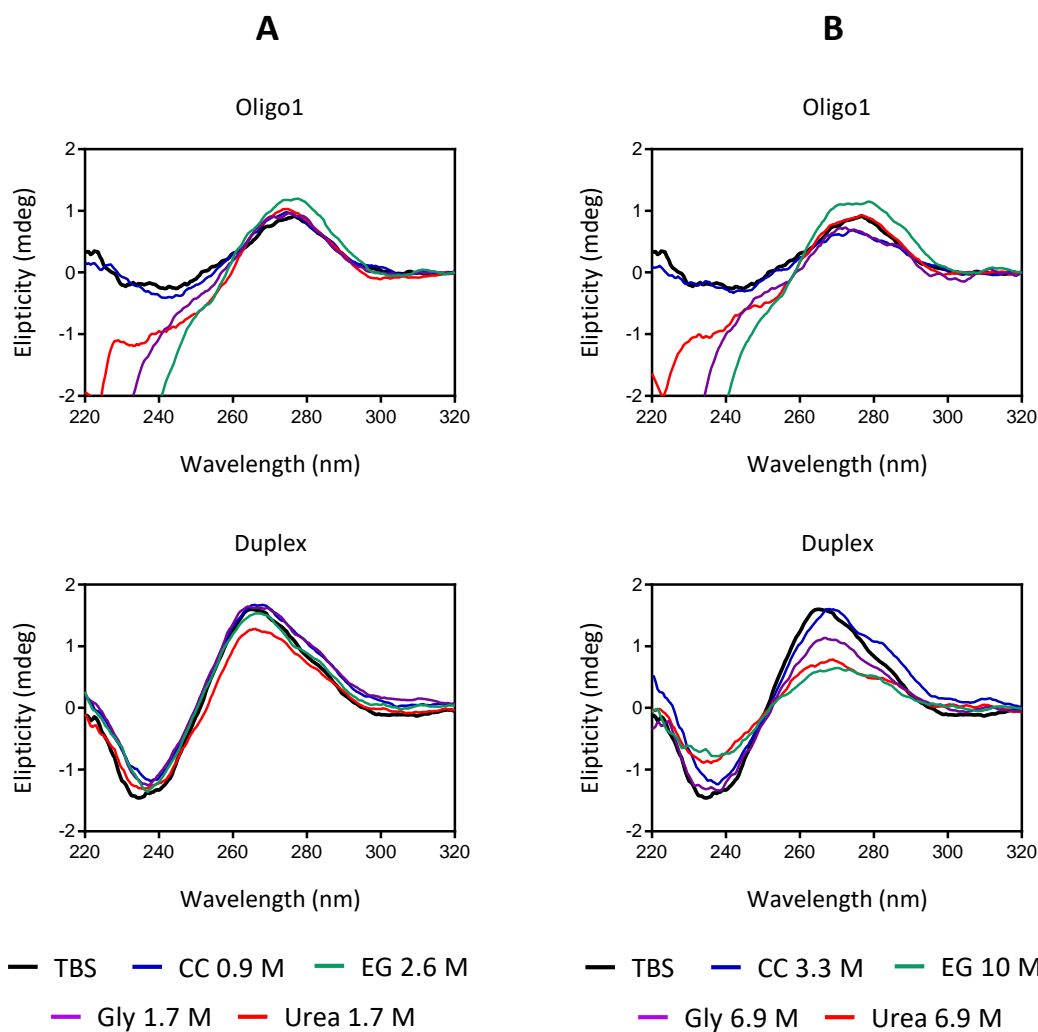 A
B
Oligo1
Oligo1
Elipticity (mdeg)
2
1
0
-1
-2
220 240 260 280 300 320
Wavelength (nm)
Elipticity (mdeg)
2
1
0
-1
-2
220 240 260 280 300 320
Wavelength (nm)
Duplex
Duplex
Elipticity (mdeg)
2
1
0
-1
-2
220 240 260 280 300 320
Wavelength (nm)
Elipticity (mdeg)
2
1
0
-1
-2
220 240 260 280 300 320
Wavelength (nm)
TBS CC 0.9 M EG 2.6 M
Gly 1.7 M Urea 1.7 M
TBS CC 3.3 M EG 10 M
Gly 6.9 M Urea 6.9 M